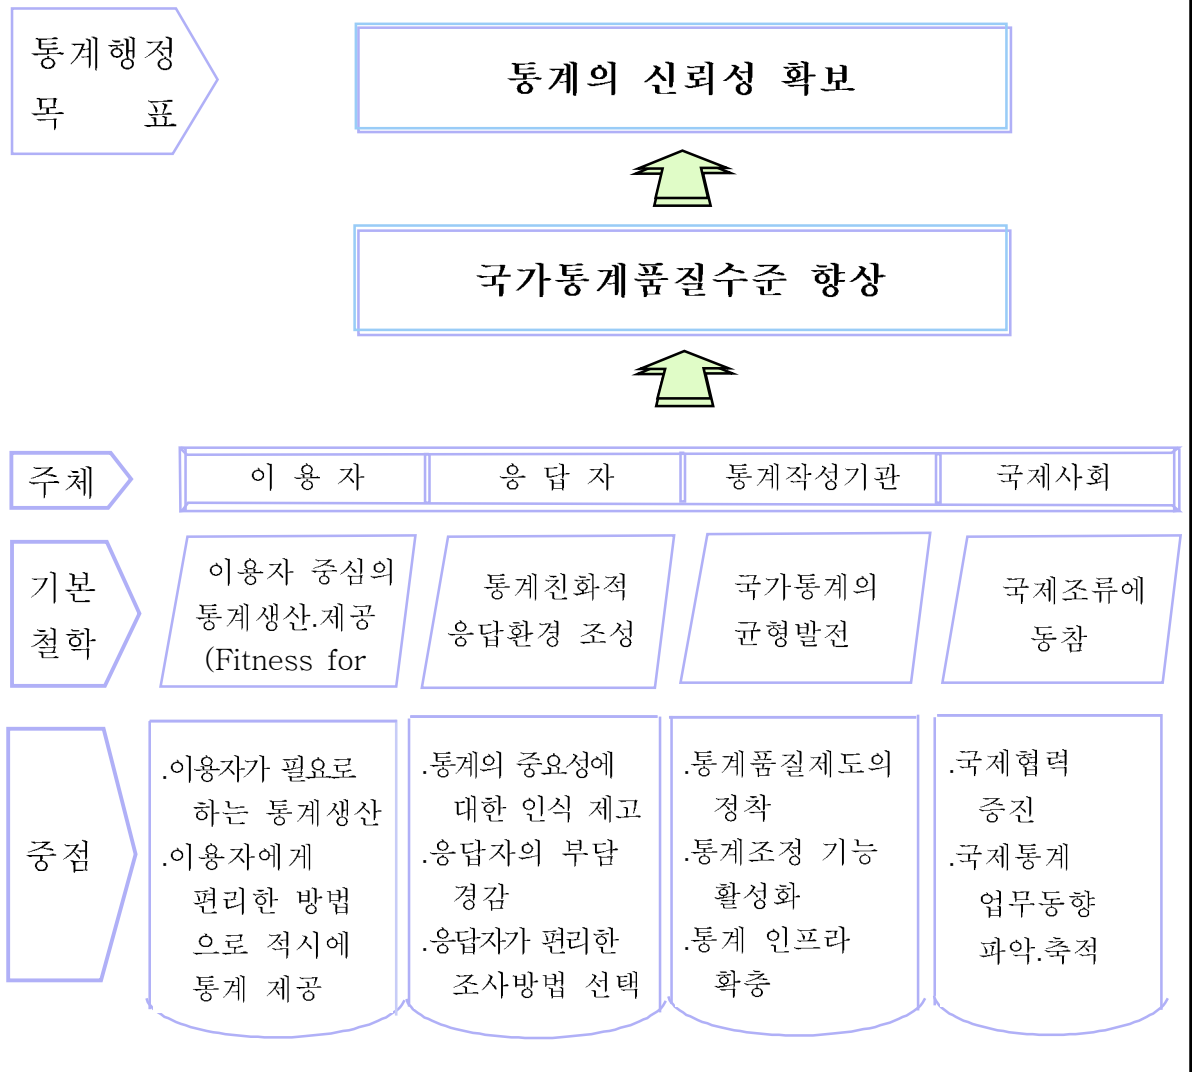 통계행정
목 표
통계의 신뢰성 확보
국가통계품질수준 향상
주체
이 용 자
응 답 자
통계작성기관
국제사회
기본
철학
이용자 중심의
통계생산.제공
(Fitness for
통계친화적
응답환경 조성
국가통계의
균형발전
국제조류에
동참
중점
.이용자가 필요로
하는 통계생산
.이용자에게
편리한 방법
으로 적시에
통계 제공
.통계의 중요성에
대한 인식 제고
.응답자의 부담
경감
.응답자가 편리한
조사방법 선택
.통계품질제도의
정착
.통계조정 기능
활성화
.통계 인프라
확충
.국제협력
증진
.국제통계
업무동향
파악.축적